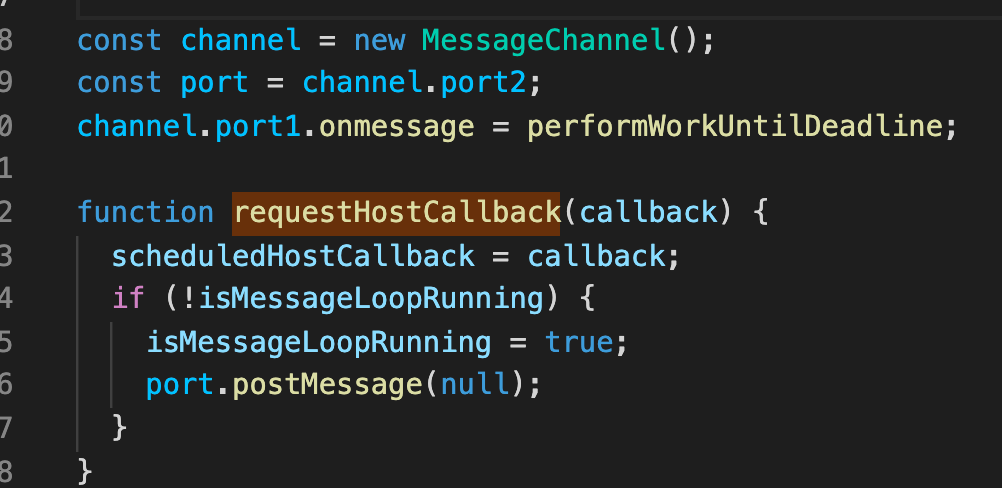 8 const channel = new MessageChannel();
9 const port = channel.port2;
0 channel.port1.onmessage = performWorkUntilDeadline;
1
2 function requestHostCallback(callback) {
3 scheduledHostCallback = callback;
4 if (!isMessageLoopRunning) {
5 isMessageLoopRunning = true;
6 port.postMessage(null);
7 }
8 }